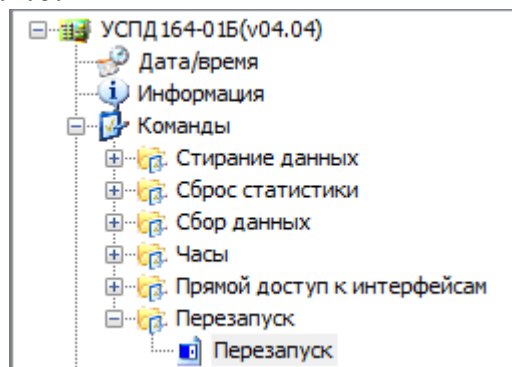 УСПД 164-01Б(v04.04)
Дата/время
Информация
Команды
Стирание данных
Сброс статистики
Сбор данных
Часы
Прямой доступ к интерфейсам
Перезапуск
Перезапуск